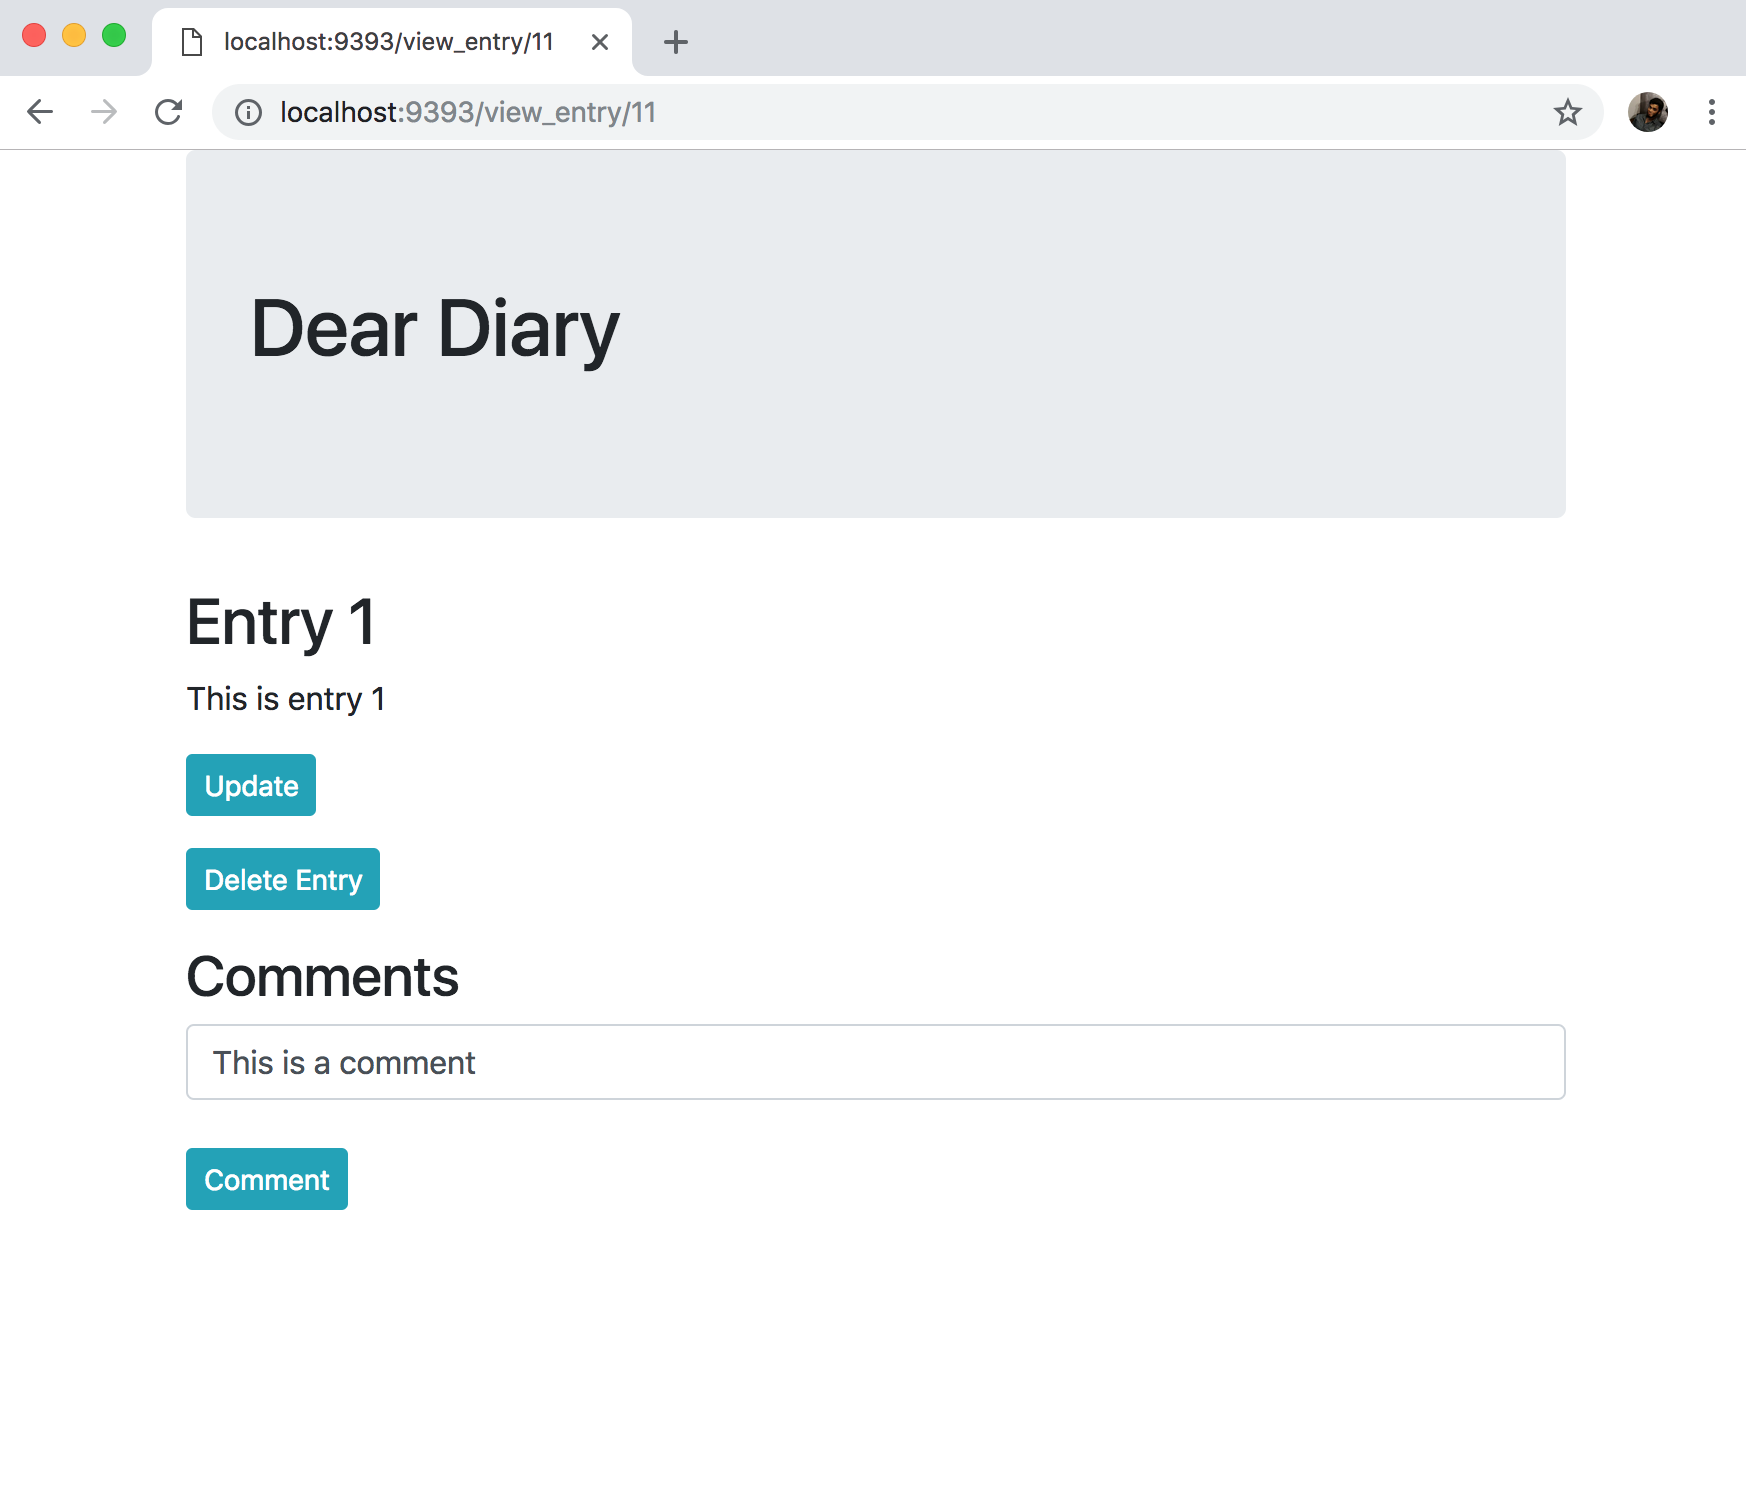 localhost:9393/view_entry/11
localhost:9393/view_entry/11
Dear Diary
Entry 1
This is entry 1
Update
Delete Entry
Comments
This is a comment
Comment